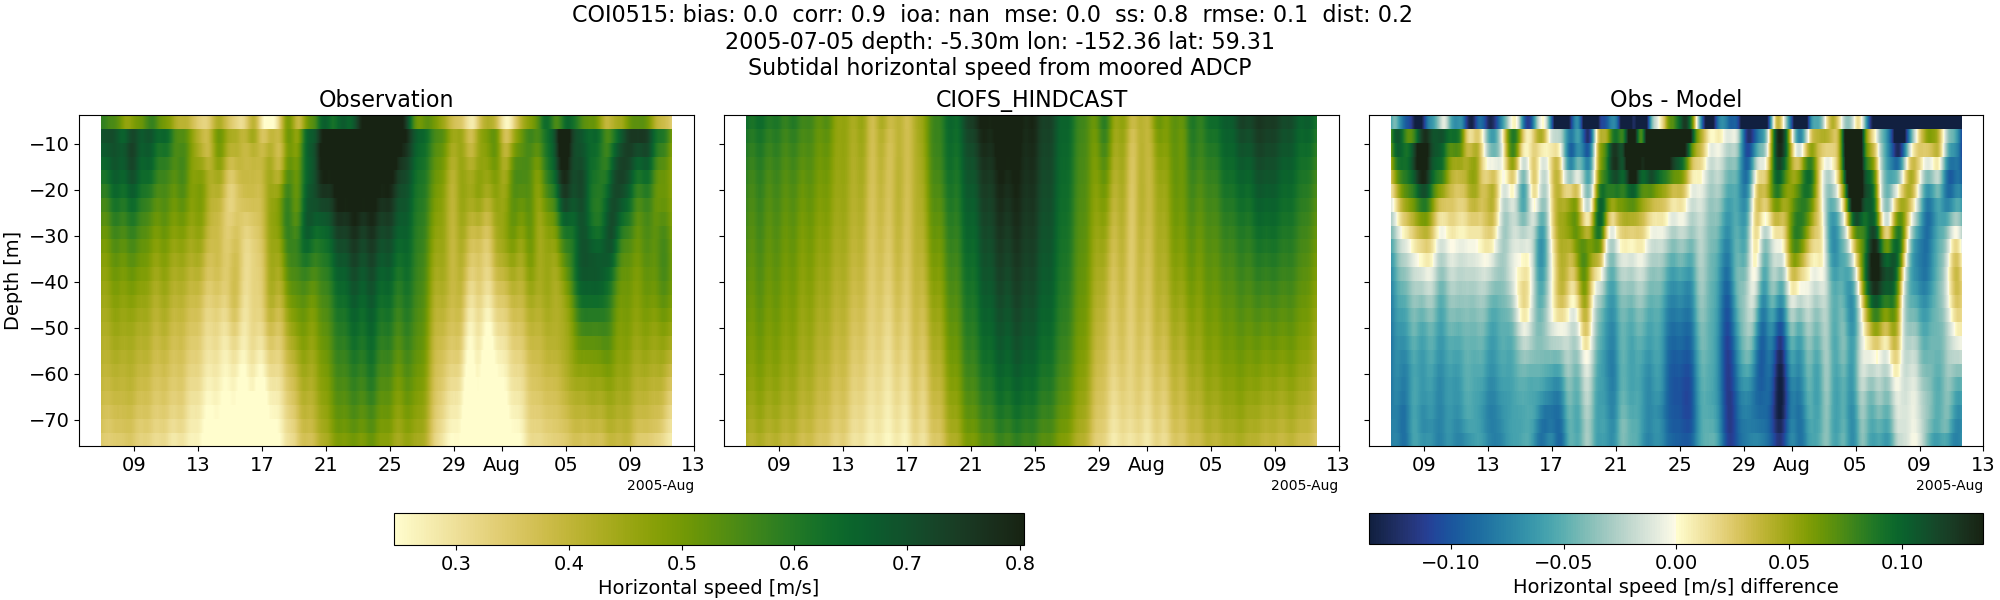 COI0515: bias: 0.0  corr: 0.9  ioa: nan  mse: 0.0  ss: 0.8  rmse: 0.1  dist: 0.2
2005-07-05 depth: -5.30m lon: -152.36 lat: 59.31
Subtidal horizontal speed from moored ADCP
Observation
CIOFS_HINDCAST
Obs - Model
Depth [m]
−10
−20
−30
−40
−50
−60
−70
09 13 17 21 25 29 Aug 05 09 13
2005-Aug
09 13 17 21 25 29 Aug 05 09 13
2005-Aug
09 13 17 21 25 29 Aug 05 09 13
2005-Aug
0.3 0.4 0.5 0.6 0.7 0.8
Horizontal speed [m/s]
−0.10 −0.05 0.00 0.05 0.10
Horizontal speed [m/s] difference